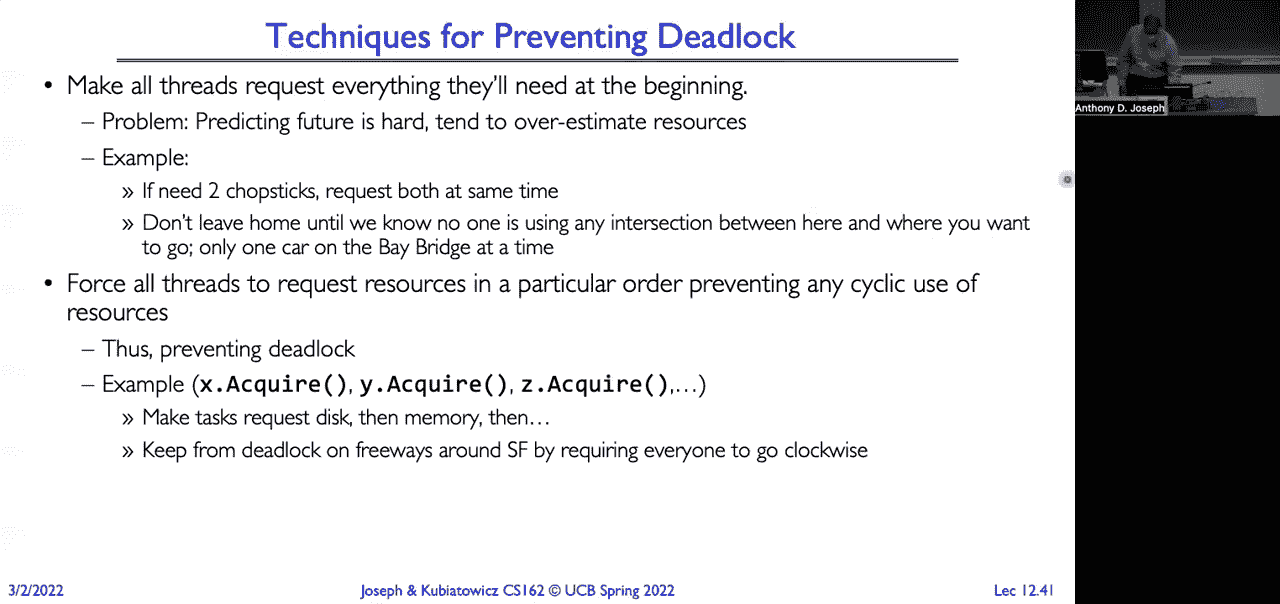 Techniques for Preventing Deadlock
• Make all threads request everything they'll need at the beginning.
– Problem: Predicting future is hard, tend to over-estimate resources
– Example:
» If need 2 chopsticks, request both at same time
» Don't leave home until we know no one is using any intersection between here and where you want
to go; only one car on the Bay Bridge at a time
• Force all threads to request resources in a particular order preventing any cyclic use of
resources
– Thus, preventing deadlock
– Example (x.Acquire(), y.Acquire(), z.Acquire(),…)
» Make tasks request disk, then memory, then…
» Keep from deadlock on freeways around SF by requiring everyone to go clockwise
3/2/2022
Joseph & Kubiatowicz CS162 © UCB Spring 2022
Lec 12.41
Anthony D. Joseph